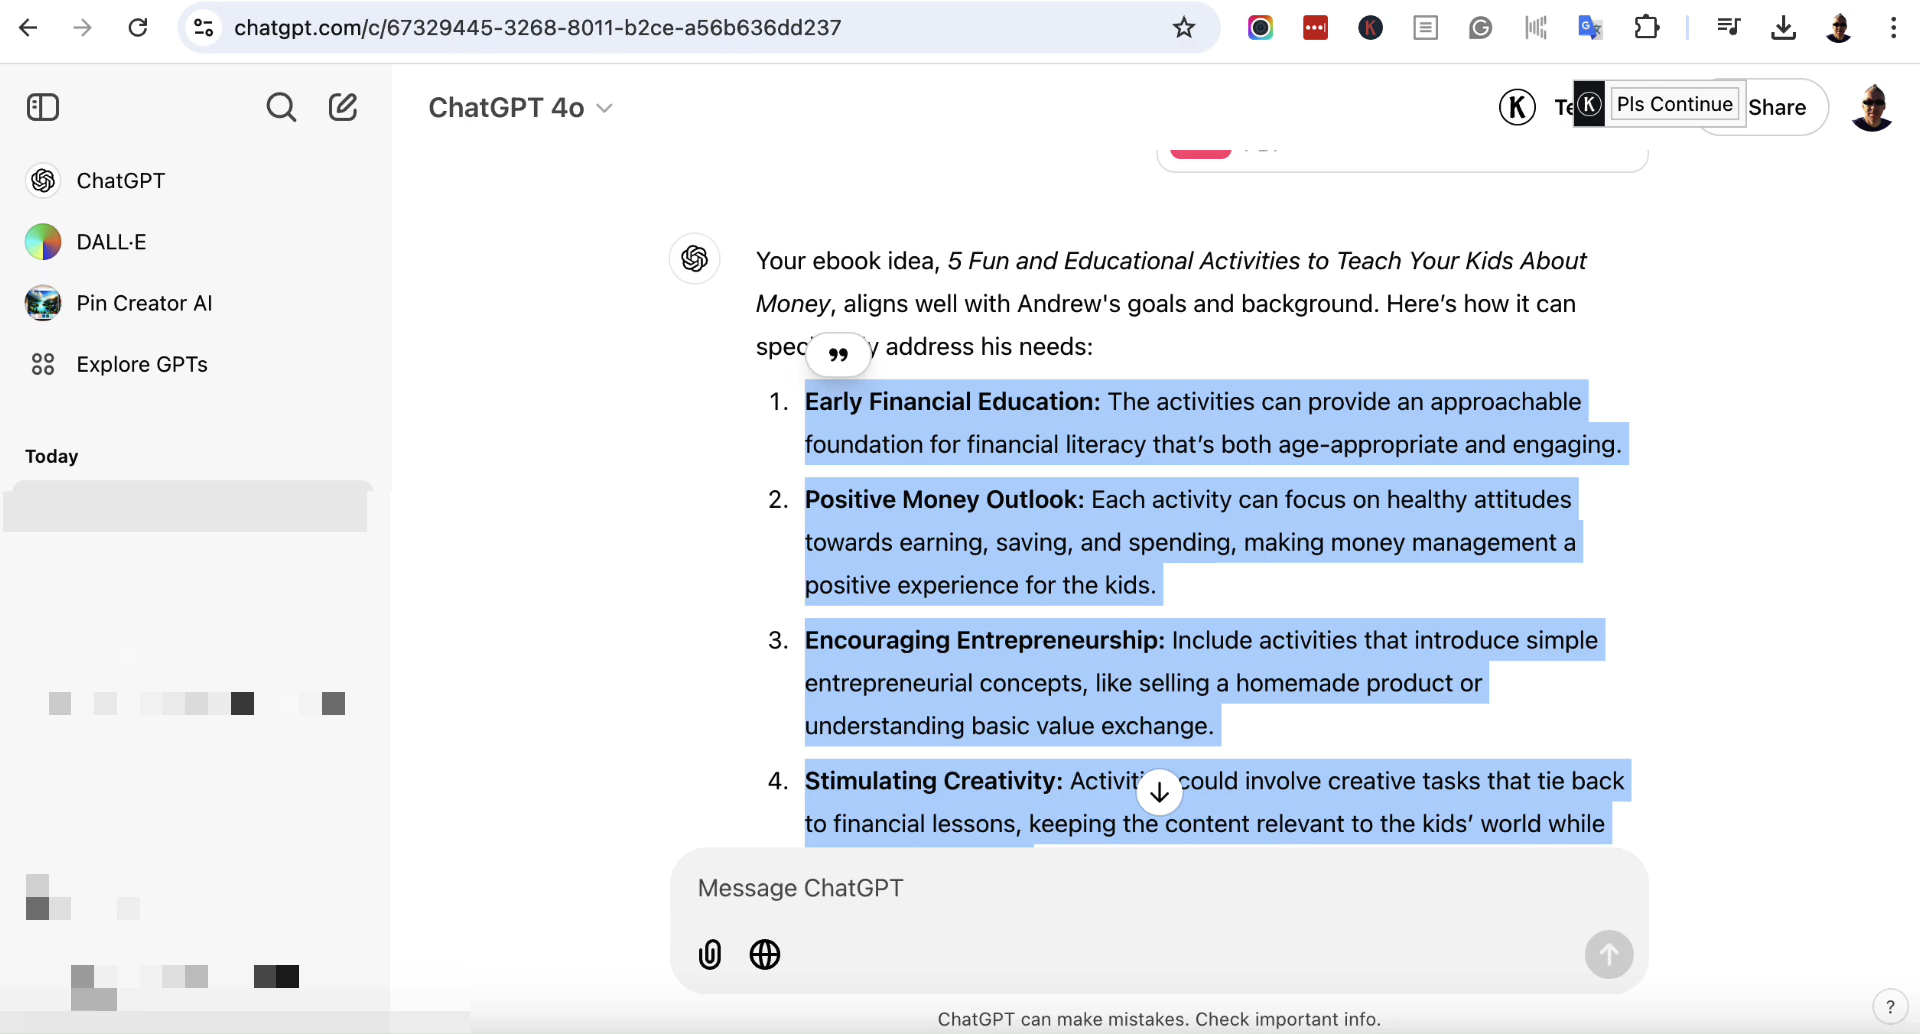 chatgpt.com/c/67329445-3268-8011-b2ce-a56b636dd237
ChatGPT 4o
K
Te
K
Pls Continue
Share
ChatGPT
DALL·E
Pin Creator AI
Explore GPTs
Today
Your ebook idea, 5 Fun and Educational Activities to Teach Your Kids About
Money, aligns well with Andrew's goals and background. Here’s how it can
address his needs:
1. Early Financial Education: The activities can provide an approachable
foundation for financial literacy that’s both age-appropriate and engaging.
2. Positive Money Outlook: Each activity can focus on healthy attitudes
towards earning, saving, and spending, making money management a
positive experience for the kids.
3. Encouraging Entrepreneurship: Include activities that introduce simple
entrepreneurial concepts, like selling a homemade product or
understanding basic value exchange.
4. Stimulating Creativity: could involve creative tasks that tie back
to financial lessons, keeping the content relevant to the kids’ world while
Message ChatGPT
ChatGPT can make mistakes. Check important info.
?